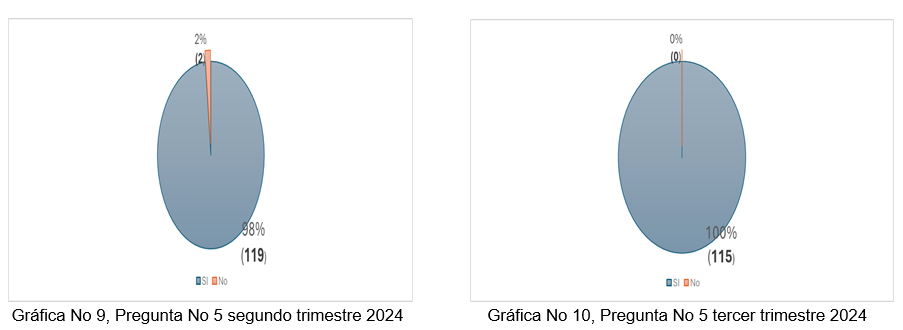 2%
(2)
98%
(119)
SI No
Gráfica No 9, Pregunta No 5 segundo trimestre 2024
0%
(0)
100%
(115)
SI No
Gráfica No 10, Pregunta No 5 tercer trimestre 2024